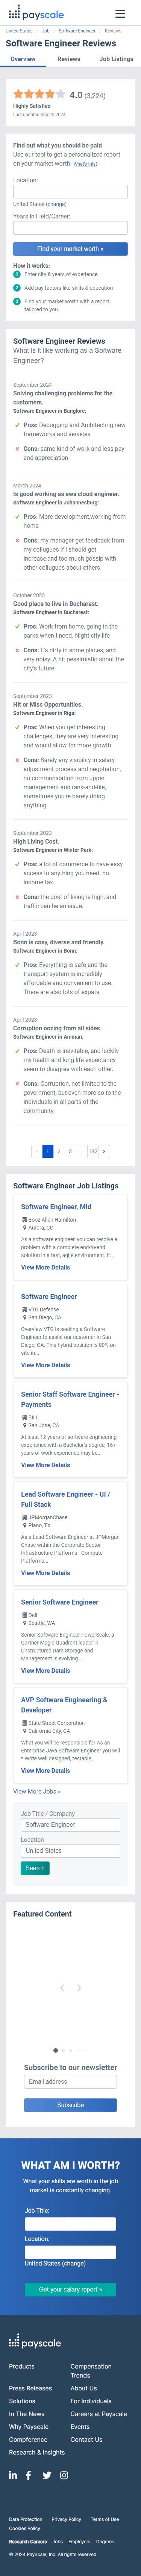 payscale
United States / Job / Software Engineer / Reviews
Software Engineer Reviews
Overview
Reviews
Job Listings
4.0 (3,224)
Highly Satisfied
Last updated Sep 23 2024
Find out what you should be paid
Use our tool to get a personalized report
on your market worth. What's this?
Location:
United States (change)
Years in Field/Career:
Find your market worth »
How it works:
1 Enter city & years of experience
2 Add pay factors like skills & education
3 Find your market worth with a report
tailored to you
Software Engineer Reviews
What is it like working as a Software
Engineer?
September 2024
Solving challenging problems for the
customers.
Software Engineer in Banglore:
Pros: Debugging and Architecting new
frameworks and services
Cons: same kind of work and less pay
and appreciation
March 2024
Is good working as aws cloud engineer.
Software Engineer in Johannesburg:
Pros: More development,working from
home
Cons: my manager get feedback from
my collugues if i should get
increase,and too much gossip with
other collugues about others
October 2023
Good place to live in Bucharest.
Software Engineer in Bucharest:
Pros: Work from home, going in the
parks when I need. Night city life
Cons: It's dirty in some places, and
very noisy. A bit pessimistic about the
city's future
September 2023
Hit or Miss Opportunities.
Software Engineer in Riga:
Pros: When you get interesting
challenges, they are very interesting
and would allow for more growth
Cons: Barely any visibility in salary
adjustment process and negotiation,
no communication from upper
management and rank-and-file,
sometimes you're barely doing
anything
September 2023
High Living Cost.
Software Engineer in Winter Park:
Pros: a lot of commerce to have easy
access to anything you need. no
income tax.
Cons: the cost of living is high, and
traffic can be an issue.
April 2023
Bonn is cosy, diverse and friendly.
Software Engineer in Bonn:
Pros: Everything is safe and the
transport system is incredibly
affordable and convenient to use.
There are also lots of expats.
April 2023
Corruption oozing from all sides.
Software Engineer in Amman:
Pros: Death is inevitable, and luckily
my health and long life expectancy
seem to disagree with each other.
Cons: Corruption, not limited to the
government, but even more so to the
individuals in all parts of the
community.
‹ 1 2 3 ... 132 ›
Software Engineer Job Listings
Software Engineer, Mid
Booz Allen Hamilton
Aurora, CO
As a software engineer, you can resolve a
problem with a complete end-to-hand
solution in a fast, agile environment. If...
View More Details
Software Engineer
VTG Defense
San Diego, CA
Overview VTG is seeking a Software
Engineer to assist our customer in San
Diego, CA. This hybrid position is 80% on-
site in...
View More Details
Senior Staff Software Engineer -
Payments
BILL
San Jose, CA
At least 12 years of software engineering
experience with a Bachelor's degree, 16+
years of work experience may be...
View More Details
Lead Software Engineer - UI /
Full Stack
JPMorganChase
Plano, TX
As a Lead Software Engineer at JPMorgan
Chase within the Corporate Sector -
Infrastructure Platforms - Compute
Platforms...
View More Details
Senior Software Engineer
Dell
Seattle, WA
Senior Software Engineer PowerScale, a
Gartner Magic Quadrant leader in
Unstructured Data Storage and
Management is evolving...
View More Details
AVP Software Engineering &
Developer
State Street Corporation
California City, CA
What you will be responsible for As an
Enterprise Java Software Engineer you will
* Write well designed, testable,...
View More Details
View More Jobs »
Job Title / Company
Software Engineer
Location
United States
Search
Featured Content
Subscribe to our newsletter
Email address
Subscribe
WHAT AM I WORTH?
What your skills are worth in the job
market is constantly changing.
Job Title:
Location:
United States (change)
Get your salary report »
payscale
Products
Compensation
Trends
Press Releases
About Us
Solutions
For Individuals
In The News
Careers at Payscale
Why Payscale
Events
Compference
Contact Us
Research & Insights
Data Protection Privacy Policy Terms of Use
Cookies Policy
Research Careers Jobs Employers Degrees
© 2024 PayScale, Inc. All rights reserved.